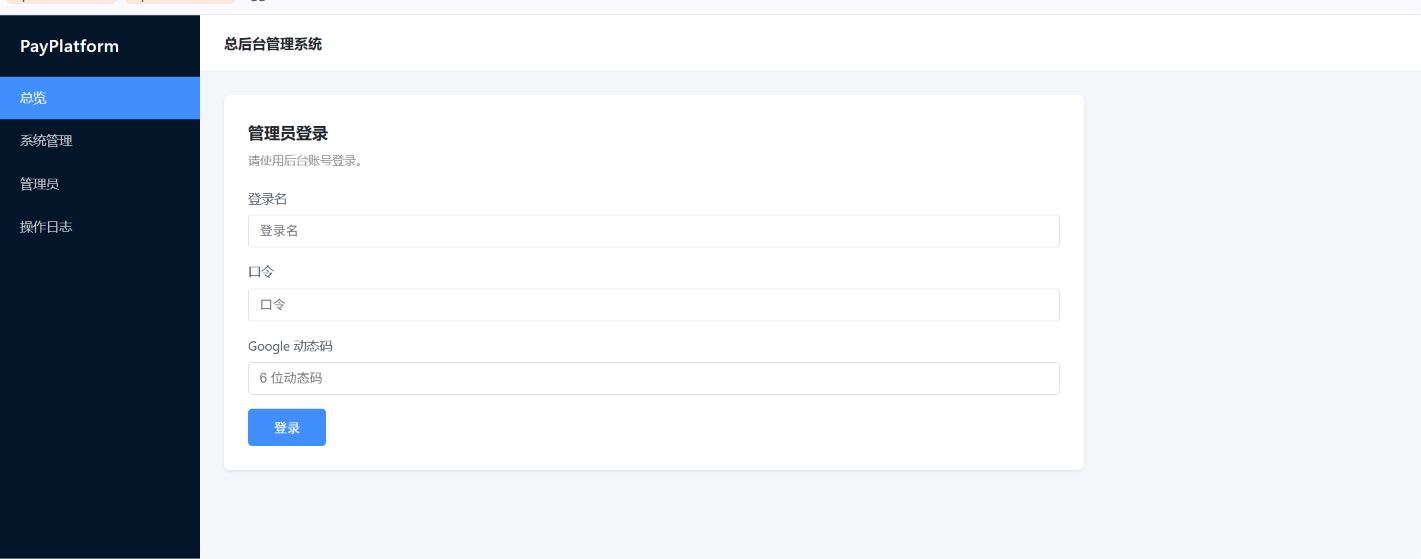 PayPlatform
总后台管理系统
总览
系统管理
管理员
操作日志
管理员登录
请使用后台账号登录。
登录名
登录名
口令
口令
Google 动态码
6 位动态码
登录